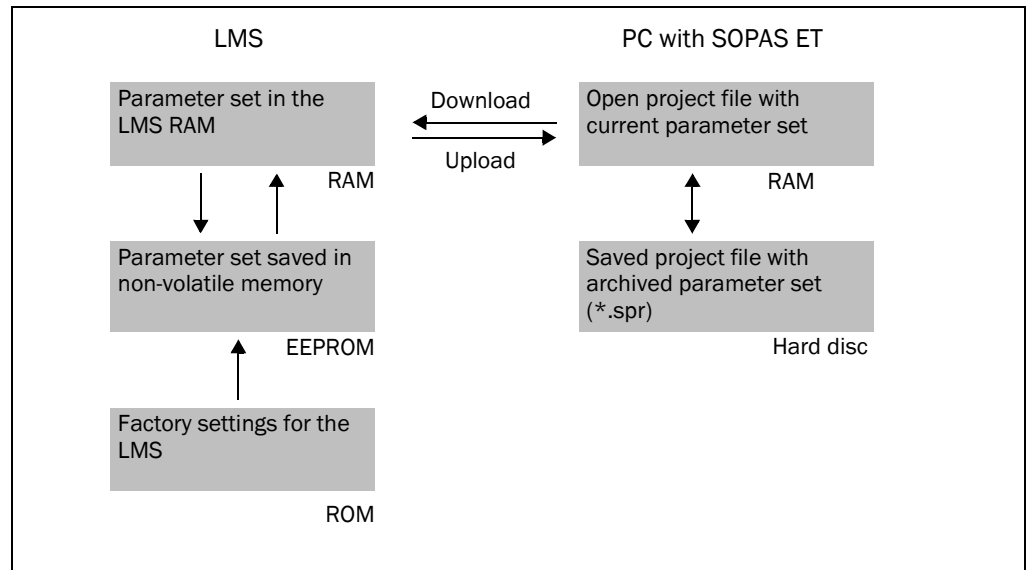 LMS
PC with SOPAS ET
Parameter set in the
LMS RAM
RAM
Download
Upload
Open project file with
current parameter set
RAM
Parameter set saved in
non-volatile memory
EEPROM
Saved project file with
archived parameter set
(*.spr)
Hard disc
Factory settings for the
LMS
ROM